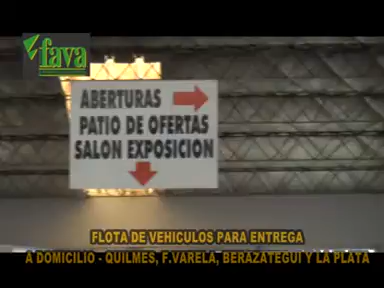 fava
ABERTURAS
PATIO DE OFERTAS
SALON EXPOSICION
FLOTA DE VEHICULOS PARA ENTREGA
A DOMICILIO - QUILMES, F.VARELA, BERAZATEGUI Y LA PLATA